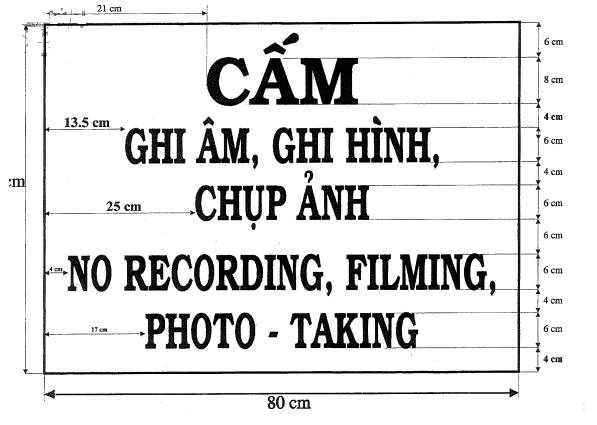 21 cm
6 cm
CẤM
8 cm
4 cm
13.5 cm
GHI ÂM, GHI HÌNH,
6 cm
4 cm
cm
25 cm
CHỤP ẢNH
6 cm
6 cm
4 cm
NO RECORDING, FILMING,
6 cm
4 cm
17 cm
PHOTO - TAKING
6 cm
4 cm
80 cm